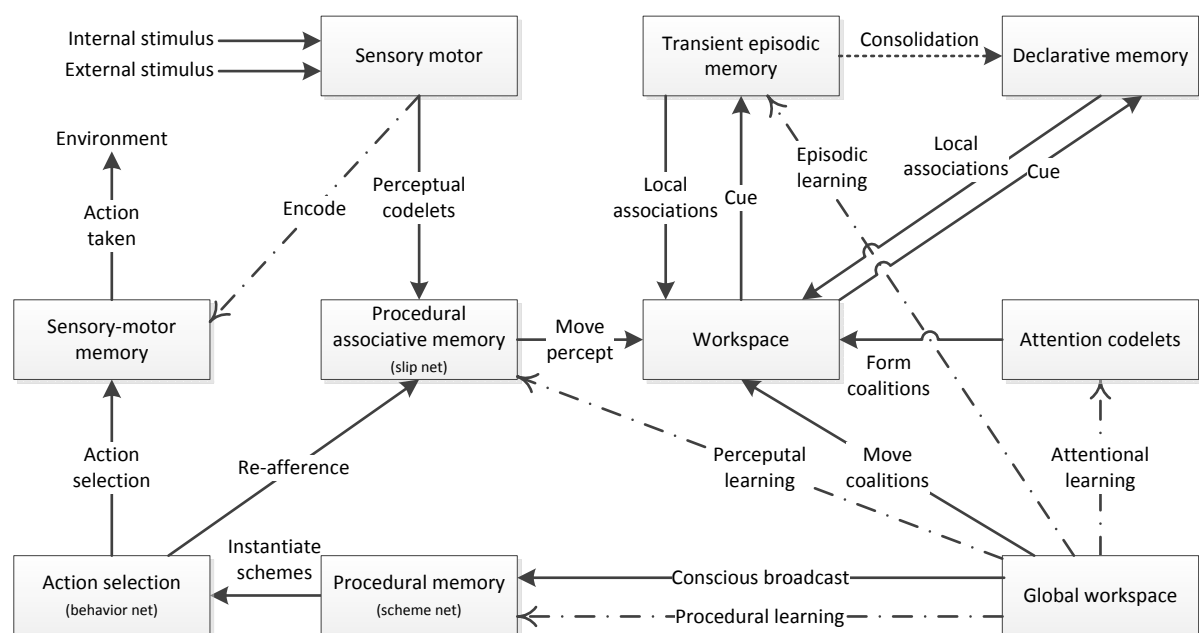 Internal stimulus
External stimulus
Sensory motor
Transient episodic
memory
Consolidation
Declarative memory
Environment
Action
taken
Encode
Perceptual
codelets
Local
associations
Cue
Episodic
learning
Local
associations
Cue
Sensory-motor
memory
Procedural
associative memory
(slip net)
Move
percept
Workspace
Form
coalitions
Attention codelets
Action
selection
Re-afference
Perceputal
learning
Move
coalitions
Attentional
learning
Action selection
(behavior net)
Instantiate
schemes
Procedural memory
(scheme net)
Conscious broadcast
Procedural learning
Global workspace